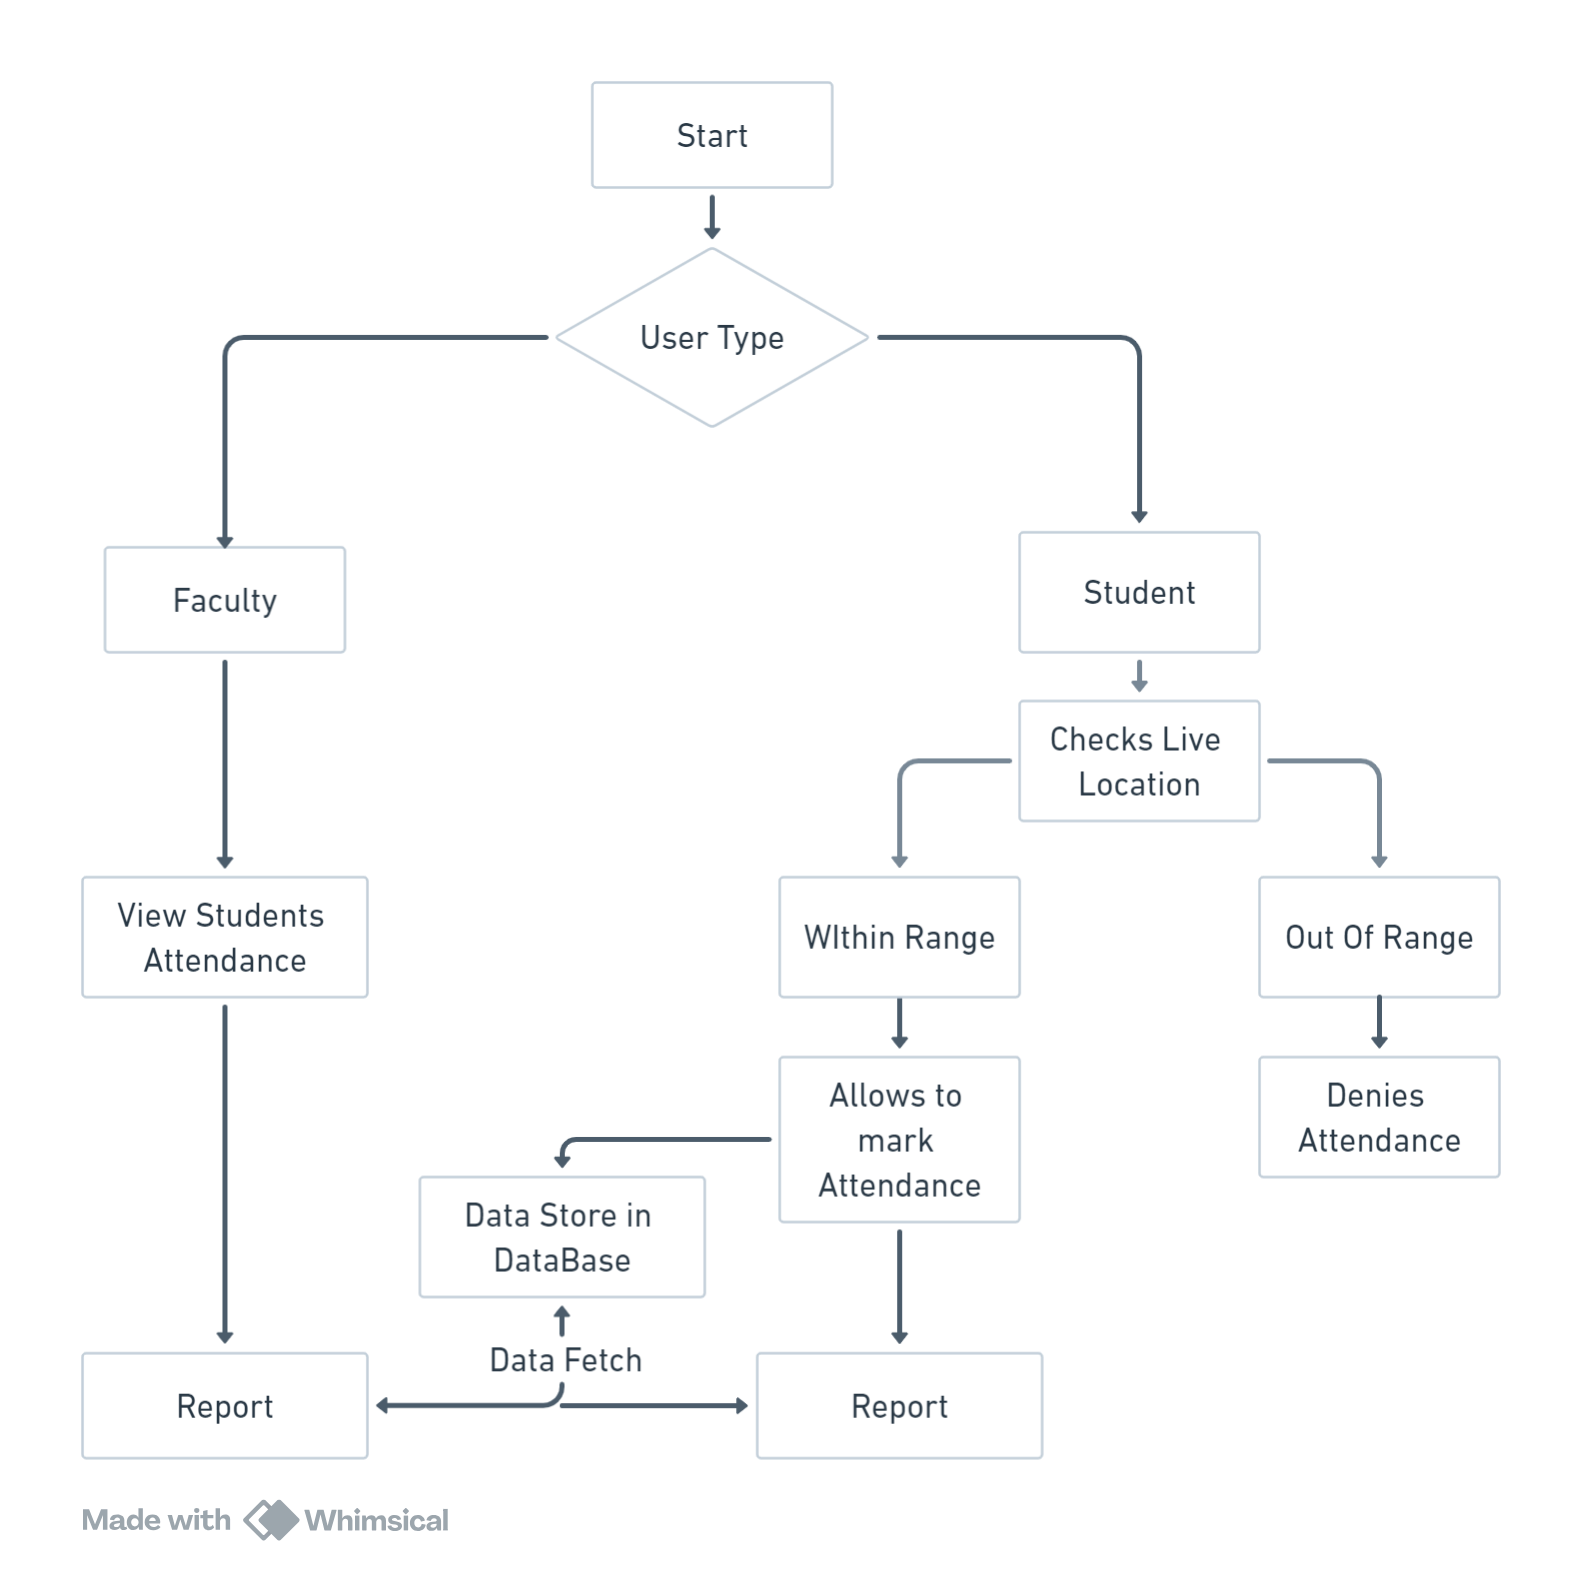 Start
User Type
Faculty
Student
Checks Live
Location
View Students
Attendance
WIthin Range
Out Of Range
Allows to
mark
Attendance
Denies
Attendance
Data Store in
DataBase
Data Fetch
Report
Report
Made with Whimsical